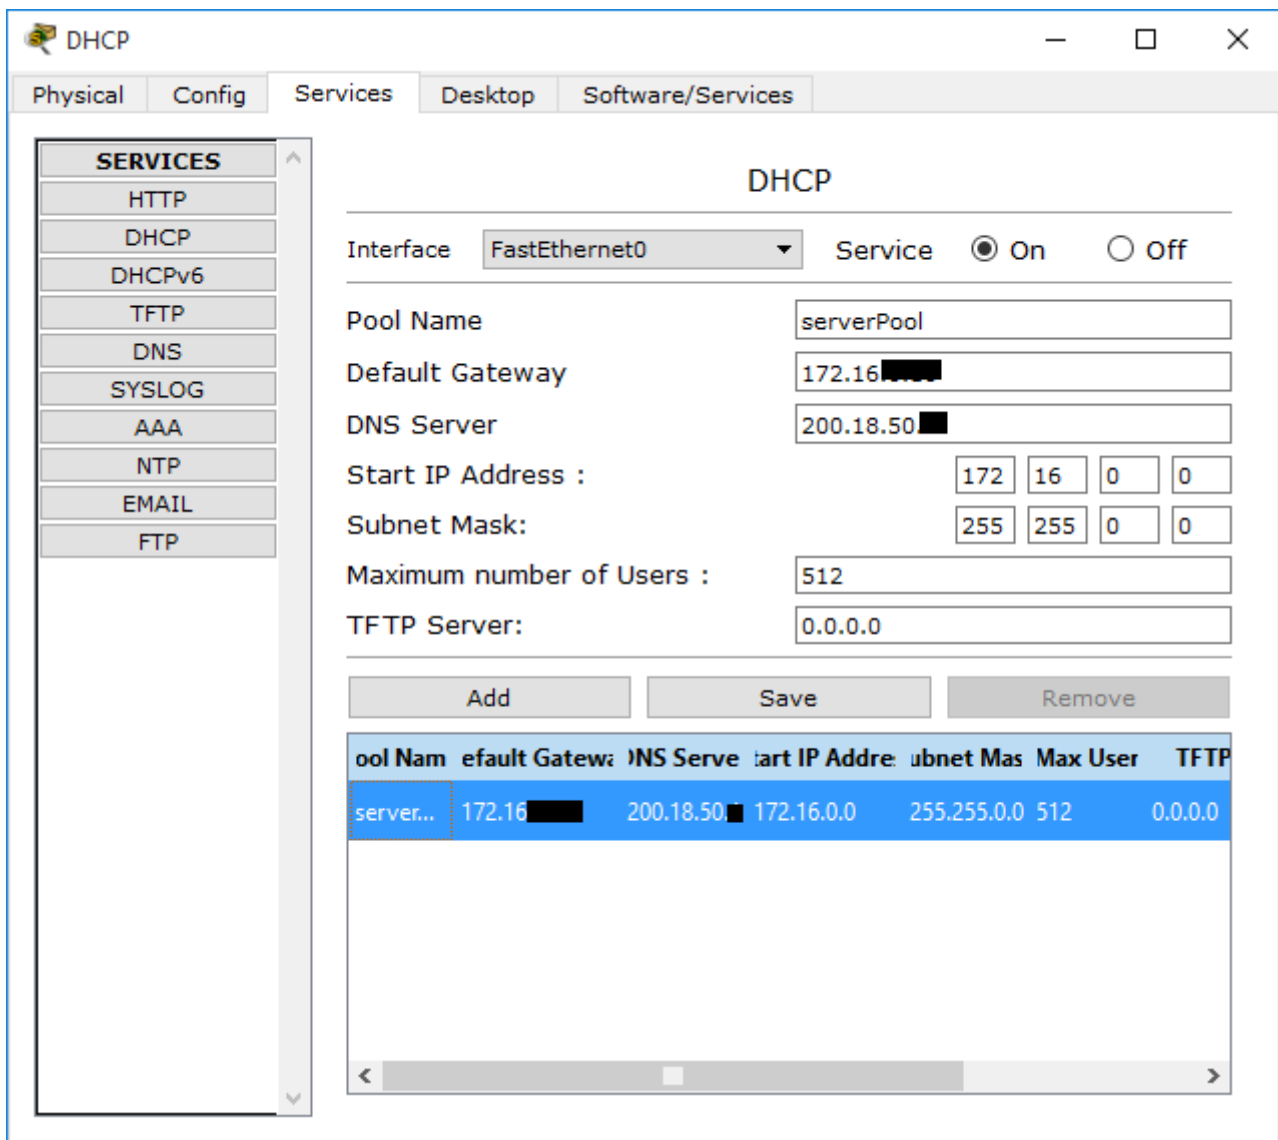 DHCP
Physical Config Services Desktop Software/Services
SERVICES
HTTP
DHCP
DHCPv6
TFTP
DNS
SYSLOG
AAA
NTP
EMAIL
FTP
DHCP
Interface FastEthernet0 Service On Off
Pool Name serverPool
Default Gateway 172.16
DNS Server 200.18.50.
Start IP Address : 172 16 0 0
Subnet Mask: 255 255 0 0
Maximum number of Users : 512
TFTP Server: 0.0.0.0
Add Save Remove
ool Nam efault Gatewa DNS Serve tart IP Addres ubnet Mas Max User TFTP
server... 172.16 200.18.50. 172.16.0.0 255.255.0.0 512 0.0.0.0